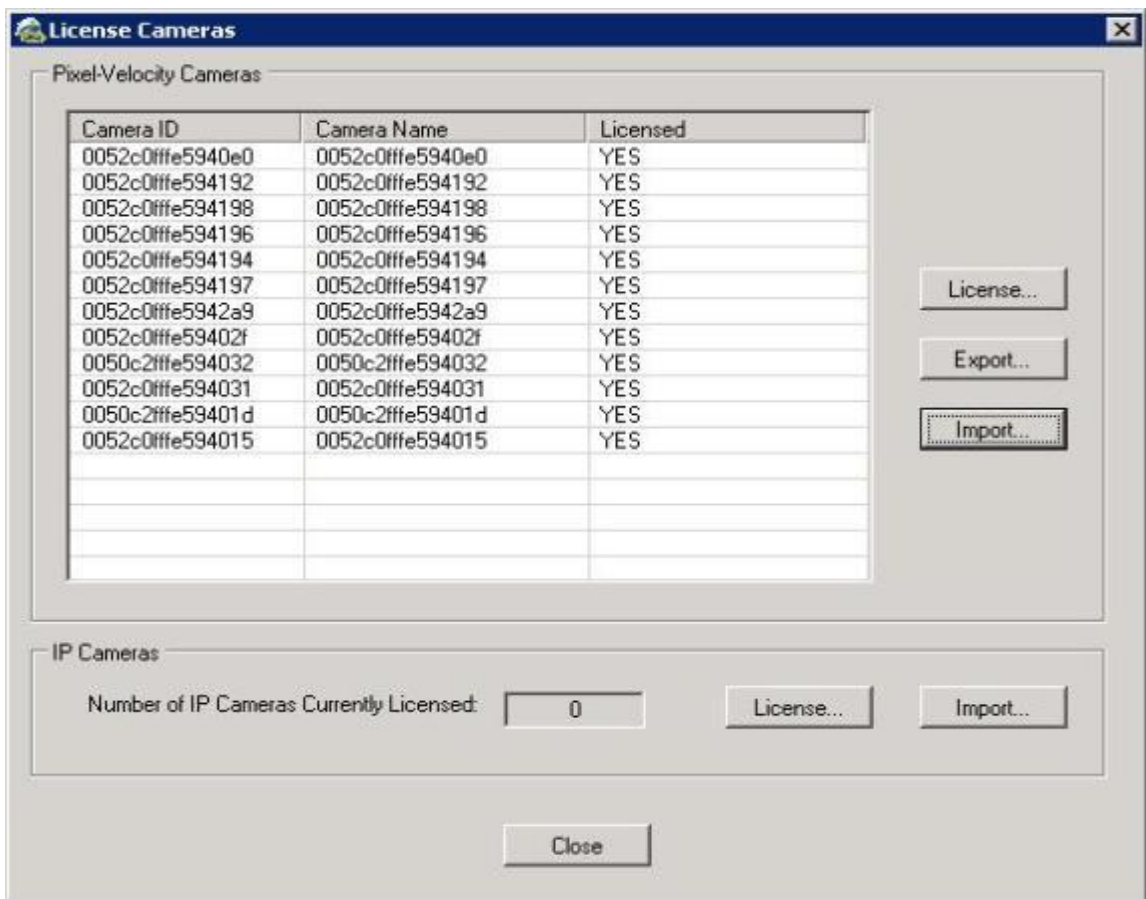 License Cameras
Pixel-Velocity Cameras
Camera ID Camera Name Licensed
0052c0fffe5940e0 0052c0fffe5940e0 YES
0052c0fffe594192 0052c0fffe594192 YES
0052c0fffe594198 0052c0fffe594198 YES
0052c0fffe594196 0052c0fffe594196 YES
0052c0fffe594194 0052c0fffe594194 YES
0052c0fffe594197 0052c0fffe594197 YES
0052c0fffe5942a9 0052c0fffe5942a9 YES
0052c0fffe59402f 0052c0fffe59402f YES
0050c2fffe594032 0050c2fffe594032 YES
0052c0fffe594031 0052c0fffe594031 YES
0050c2fffe59401d 0050c2fffe59401d YES
0052c0fffe594015 0052c0fffe594015 YES
License...
Export...
Import...
IP Cameras
Number of IP Cameras Currently Licensed: 0 License... Import...
Close